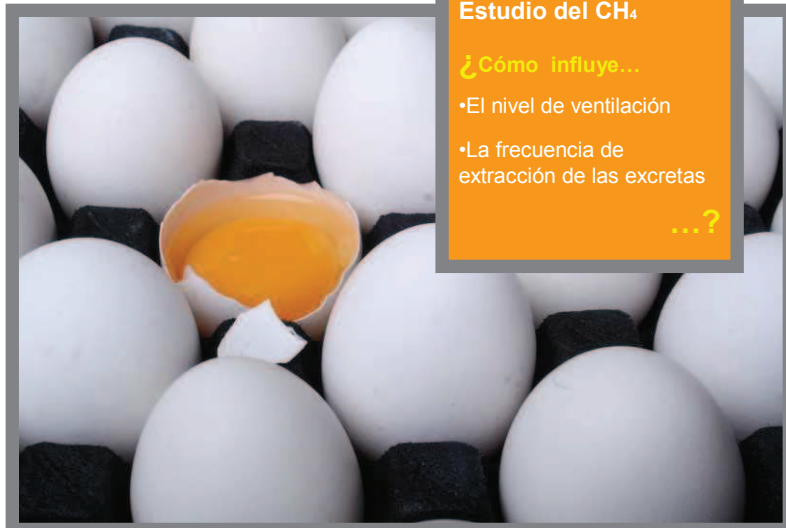 Estudio del CH₄
¿Cómo influye…
•El nivel de ventilación
•La frecuencia de
extracción de las excretas
…?